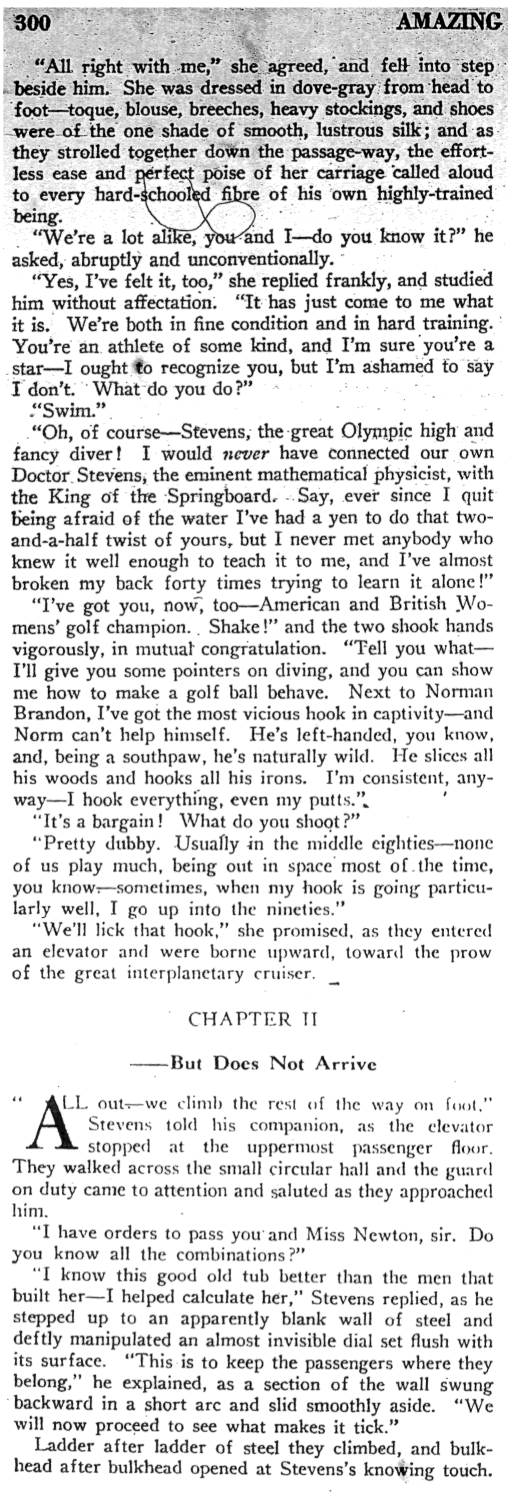 300 AMAZING
"All right with me," she agreed, and fell into step
beside him. She was dressed in dove-gray from head to
foot—toque, blouse, breeches, heavy stockings, and shoes
were of the one shade of smooth, lustrous silk; and as
they strolled together down the passage-way, the effort-
less ease and perfect poise of her carriage called aloud
to every hard-schooled fibre of his own highly-trained
being.
"We're a lot alike, you and I—do you know it?" he
asked, abruptly and unconventionally.
"Yes, I've felt it, too," she replied frankly, and studied
him without affectation. "It has just come to me what
it is. We're both in fine condition and in hard training.
You're an athlete of some kind, and I'm sure you're a
star—I ought to recognize you, but I'm ashamed to say
I don't. What do you do?"
"Swim."
"Oh, of course—Stevens, the great Olympic high and
fancy diver! I would never have connected our own
Doctor Stevens, the eminent mathematical physicist, with
the King of the Springboard. Say, ever since I quit
being afraid of the water I've had a yen to do that two-
and-a-half twist of yours, but I never met anybody who
knew it well enough to teach it to me, and I've almost
broken my back forty times trying to learn it alone!"
"I've got you, now, too—American and British Wo-
mens' golf champion. Shake!" and the two shook hands
vigorously, in mutual congratulation. "Tell you what—
I'll give you some pointers on diving, and you can show
me how to make a golf ball behave. Next to Norman
Brandon, I've got the most vicious hook in captivity—and
Norm can't help himself. He's left-handed, you know,
and, being a southpaw, he's naturally wild. He slices all
his woods and hooks all his irons. I'm consistent, any-
way—I hook everything, even my putts."
"It's a bargain! What do you shoot?"
"Pretty dubby. Usually in the middle eighties—none
of us play much, being out in space most of the time,
you know—sometimes, when my hook is going particu-
larly well, I go up into the nineties."
"We'll lick that hook," she promised, as they entered
an elevator and were borne upward, toward the prow
of the great interplanetary cruiser.
CHAPTER II
—But Does Not Arrive
"ALL out—we climb the rest of the way on foot,"
Stevens told his companion, as the elevator
stopped at the uppermost passenger floor.
They walked across the small circular hall and the guard
on duty came to attention and saluted as they approached
him.
"I have orders to pass you and Miss Newton, sir. Do
you know all the combinations?"
"I know this good old tub better than the men that
built her—I helped calculate her," Stevens replied, as he
stepped up to an apparently blank wall of steel and
deftly manipulated an almost invisible dial set flush with
its surface. "This is to keep the passengers where they
belong," he explained, as a section of the wall swung
backward in a short arc and slid smoothly aside. "We
will now proceed to see what makes it tick."
Ladder after ladder of steel they climbed, and bulk-
head after bulkhead opened at Stevens's knowing touch.